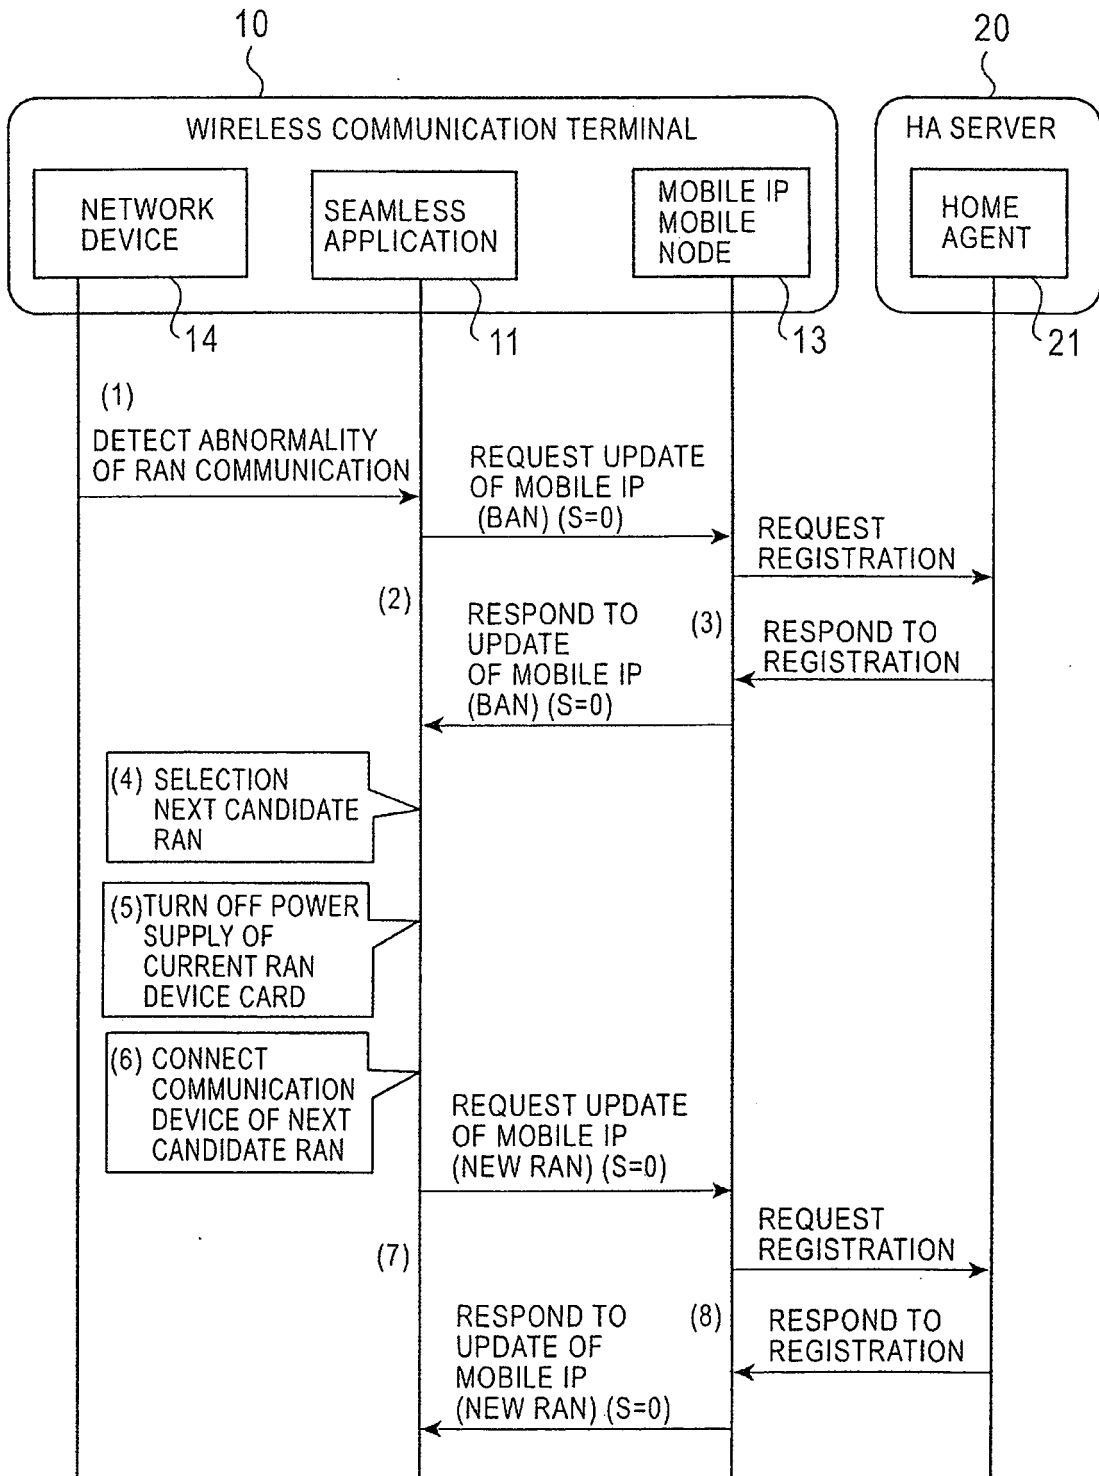 10
20
WIRELESS COMMUNICATION TERMINAL
HA SERVER
NETWORK
DEVICE
SEAMLESS
APPLICATION
MOBILE IP
MOBILE
NODE
HOME
AGENT
14
11
13
21
(1)
DETECT ABNORMALITY
OF RAN COMMUNICATION
REQUEST UPDATE
OF MOBILE IP
(BAN) (S=0)
REQUEST
REGISTRATION
(2)
RESPOND TO
UPDATE
OF MOBILE IP
(BAN) (S=0)
(3)
RESPOND TO
REGISTRATION
(4) SELECTION
NEXT CANDIDATE
RAN
(5) TURN OFF POWER
SUPPLY OF
CURRENT RAN
DEVICE CARD
(6) CONNECT
COMMUNICATION
DEVICE OF NEXT
CANDIDATE RAN
REQUEST UPDATE
OF MOBILE IP
(NEW RAN) (S=0)
REQUEST
REGISTRATION
(7)
RESPOND TO
UPDATE OF
MOBILE IP
(NEW RAN) (S=0)
(8)
RESPOND TO
REGISTRATION